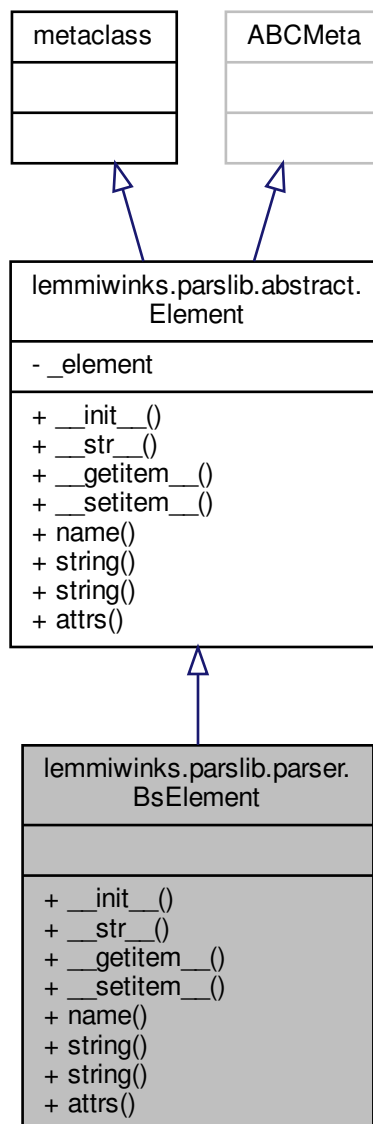 metaclass
ABCMeta
lemmiwinks.parslib.abstract.
Element
- _element
+ __init__()
+ __str__()
+ __getitem__()
+ __setitem__()
+ name()
+ string()
+ string()
+ attrs()
lemmiwinks.parslib.parser.
BsElement
+ __init__()
+ __str__()
+ __getitem__()
+ __setitem__()
+ name()
+ string()
+ string()
+ attrs()